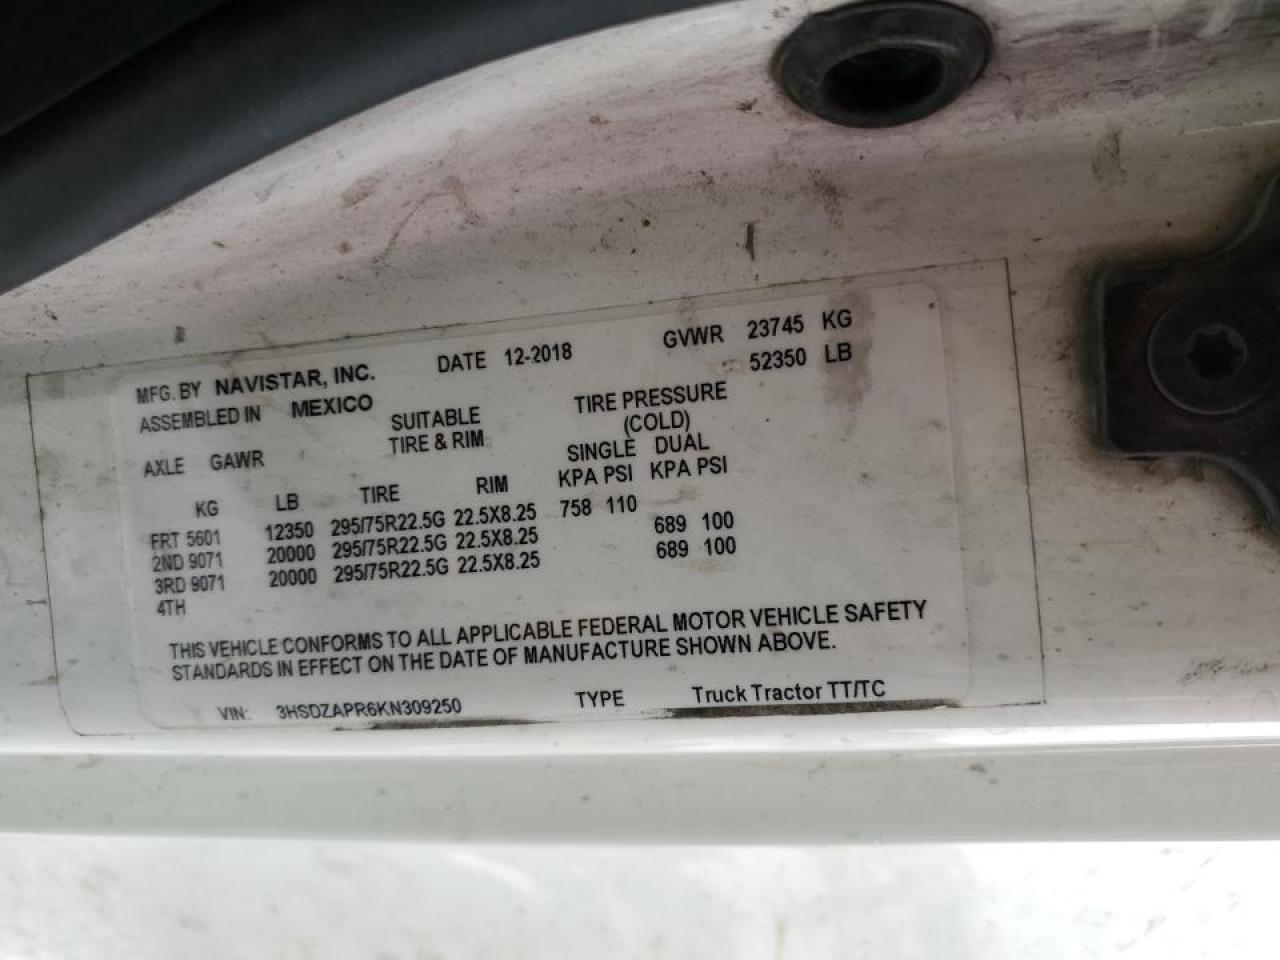 MFG. BY NAVISTAR, INC. DATE 12-2018 GVWR 23745 KG
ASSEMBLED IN MEXICO 52350 LB
SUITABLE TIRE PRESSURE
TIRE & RIM (COLD)
AXLE GAWR SINGLE DUAL
KG LB TIRE RIM KPA PSI KPA PSI
FRT 5601 12350 295/75R22.5G 22.5X8.25 758 110
2ND 9071 20000 295/75R22.5G 22.5X8.25 689 100
3RD 9071 20000 295/75R22.5G 22.5X8.25 689 100
4TH
THIS VEHICLE CONFORMS TO ALL APPLICABLE FEDERAL MOTOR VEHICLE SAFETY
STANDARDS IN EFFECT ON THE DATE OF MANUFACTURE SHOWN ABOVE.
VIN: 3HSDZAPR6KN309250 TYPE Truck Tractor TT/TC